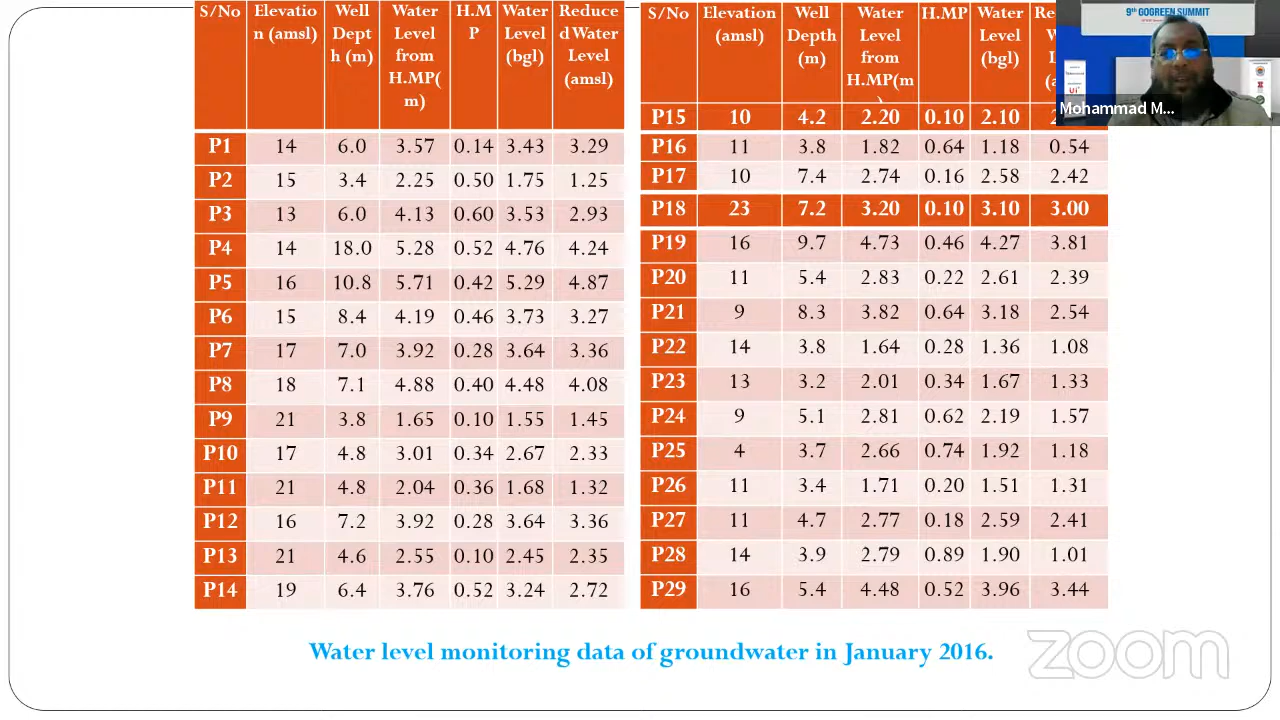 S/No Elevatio n (amsl) Well Dept h (m) Water Level from H.MP( m) H.M P Water Level (bgl) Reduce d Water Level (amsl)
P1 14 6.0 3.57 0.14 3.43 3.29
P2 15 3.4 2.25 0.50 1.75 1.25
P3 13 6.0 4.13 0.60 3.53 2.93
P4 14 18.0 5.28 0.52 4.76 4.24
P5 16 10.8 5.71 0.42 5.29 4.87
P6 15 8.4 4.19 0.46 3.73 3.27
P7 17 7.0 3.92 0.28 3.64 3.36
P8 18 7.1 4.88 0.40 4.48 4.08
P9 21 3.8 1.65 0.10 1.55 1.45
P10 17 4.8 3.01 0.34 2.67 2.33
P11 21 4.8 2.04 0.36 1.68 1.32
P12 16 7.2 3.92 0.28 3.64 3.36
P13 21 4.6 2.55 0.10 2.45 2.35
P14 19 6.4 3.76 0.52 3.24 2.72
S/No Elevation (amsl) Well Depth (m) Water Level from H.MP(m H.MP Water Level (bgl)
P15 10 4.2 2.20 0.10 2.10
P16 11 3.8 1.82 0.64 1.18 0.54
P17 10 7.4 2.74 0.16 2.58 2.42
P18 23 7.2 3.20 0.10 3.10 3.00
P19 16 9.7 4.73 0.46 4.27 3.81
P20 11 5.4 2.83 0.22 2.61 2.39
P21 9 8.3 3.82 0.64 3.18 2.54
P22 14 3.8 1.64 0.28 1.36 1.08
P23 13 3.2 2.01 0.34 1.67 1.33
P24 9 5.1 2.81 0.62 2.19 1.57
P25 4 3.7 2.66 0.74 1.92 1.18
P26 11 3.4 1.71 0.20 1.51 1.31
P27 11 4.7 2.77 0.18 2.59 2.41
P28 14 3.9 2.79 0.89 1.90 1.01
P29 16 5.4 4.48 0.52 3.96 3.44
9th GOGREEN SUMMIT
Mohammad M...
Water level monitoring data of groundwater in January 2016.
zoom